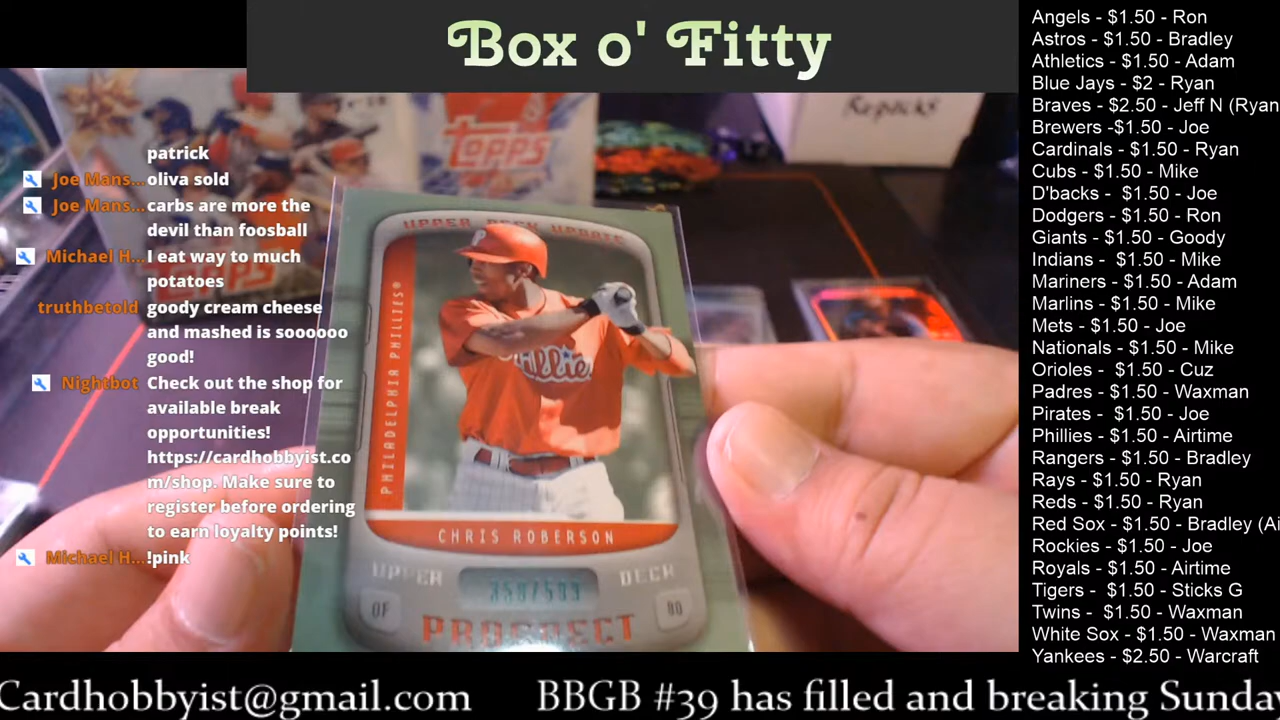 Box o' Fitty
Repacks
Topps
patrick
Joe Mans... oliva sold
Joe Mans... carbs are more the
devil than foosball
Michael H... I eat way to much
potatoes
truthbetold goody cream cheese
and mashed is soooooo
good!
Nightbot Check out the shop for
available break
opportunities!
https://cardhobbyist.co
m/shop. Make sure to
register before ordering
to earn loyalty points!
Michael H... !pink
UPPER DECK UPDATE
PHILADELPHIA PHILLIES®
Phillie
CHRIS ROBERSON
UPPER DECK
OF 80
PROSPECT
Angels - $1.50 - Ron
Astros - $1.50 - Bradley
Athletics - $1.50 - Adam
Blue Jays - $2 - Ryan
Braves - $2.50 - Jeff N (Ryan
Brewers -$1.50 - Joe
Cardinals - $1.50 - Ryan
Cubs - $1.50 - Mike
D'backs - $1.50 - Joe
Dodgers - $1.50 - Ron
Giants - $1.50 - Goody
Indians - $1.50 - Mike
Mariners - $1.50 - Adam
Marlins - $1.50 - Mike
Mets - $1.50 - Joe
Nationals - $1.50 - Mike
Orioles - $1.50 - Cuz
Padres - $1.50 - Waxman
Pirates - $1.50 - Joe
Phillies - $1.50 - Airtime
Rangers - $1.50 - Bradley
Rays - $1.50 - Ryan
Reds - $1.50 - Ryan
Red Sox - $1.50 - Bradley (Ai
Rockies - $1.50 - Joe
Royals - $1.50 - Airtime
Tigers - $1.50 - Sticks G
Twins - $1.50 - Waxman
White Sox - $1.50 - Waxman
Yankees - $2.50 - Warcraft
Cardhobbyist@gmail.com BBGB #39 has filled and breaking Sunday